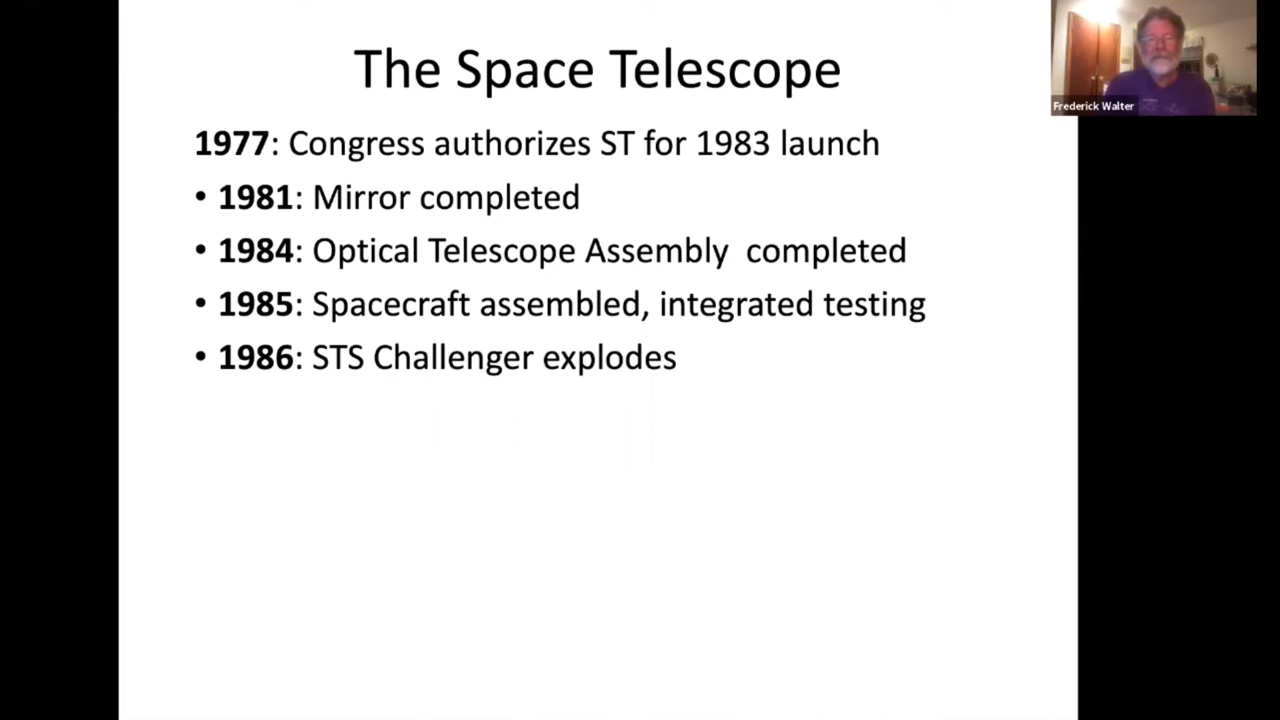 The Space Telescope
Frederick Walter
1977: Congress authorizes ST for 1983 launch
• 1981: Mirror completed
• 1984: Optical Telescope Assembly  completed
• 1985: Spacecraft assembled, integrated testing
• 1986: STS Challenger explodes